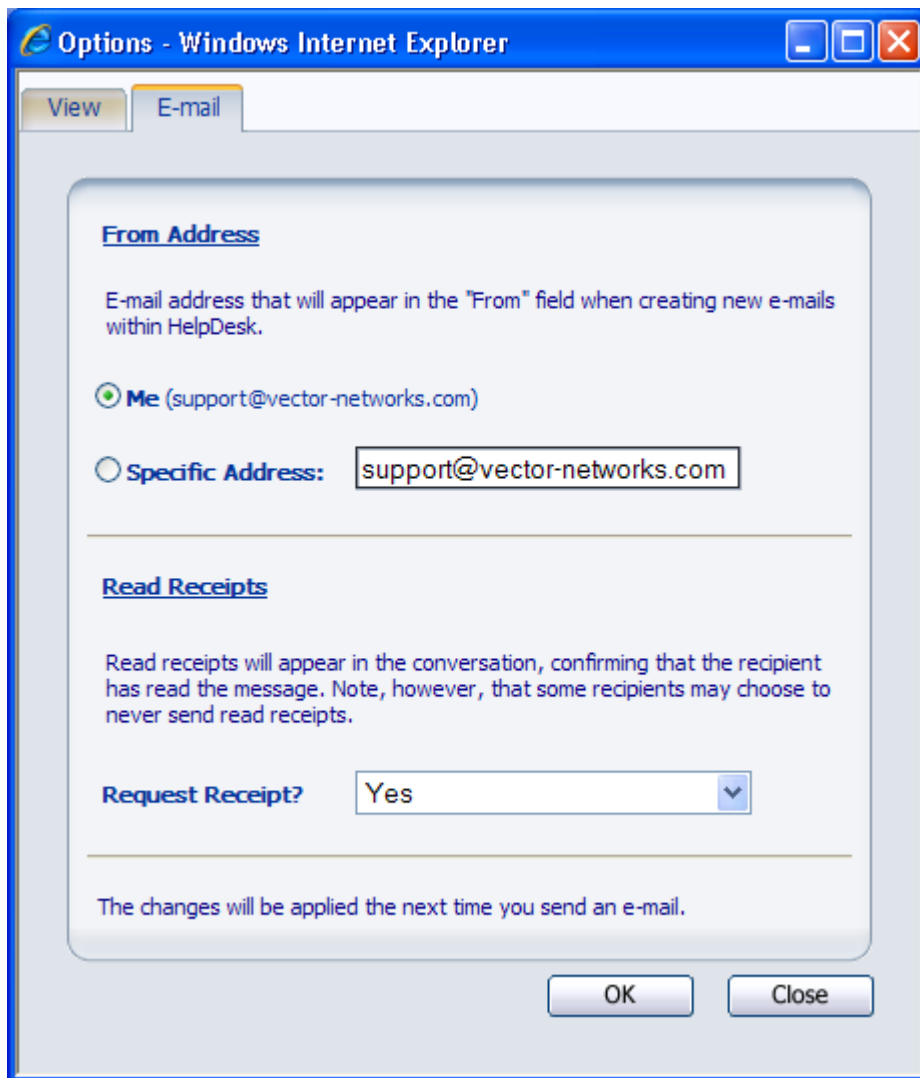 Options - Windows Internet Explorer
View E-mail
From Address
E-mail address that will appear in the "From" field when creating new e-mails
within HelpDesk.
Me (support@vector-networks.com)
Specific Address: support@vector-networks.com
Read Receipts
Read receipts will appear in the conversation, confirming that the recipient
has read the message. Note, however, that some recipients may choose to
never send read receipts.
Request Receipt? Yes
The changes will be applied the next time you send an e-mail.
OK Close